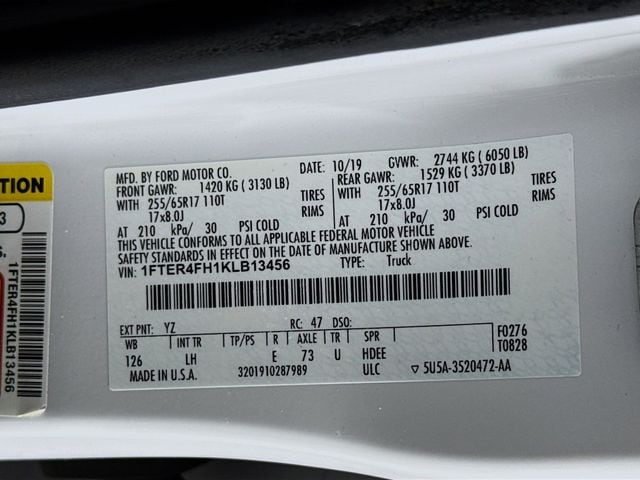 MFD. BY FORD MOTOR CO.
DATE: 10/19 GVWR: 2744 KG (6050 LB)
FRONT GAWR: 1420 KG (3130 LB)
REAR GAWR: 1529 KG (3370 LB)
WITH 255/65R17 110T TIRES
WITH 255/65R17 110T TIRES
17x8.0J RIMS
17x8.0J RIMS
AT 210 kPa/ 30 PSI COLD
AT 210 kPa/ 30 PSI COLD
THIS VEHICLE CONFORMS TO ALL APPLICABLE FEDERAL MOTOR VEHICLE
SAFETY STANDARDS IN EFFECT ON THE DATE OF MANUFACTURE SHOWN ABOVE.
VIN: 1FTER4FH1KLB13456 TYPE: Truck
EXT PNT: YZ RC: 47 DSO:
WB INT TR TP/PS R AXLE TR SPR F0276
126 LH E 73 U HDEE T0828
MADE IN U.S.A. 3201910287989 ULC ▽ 5U5A-3520472-AA
1FTER4FH1KLB13456